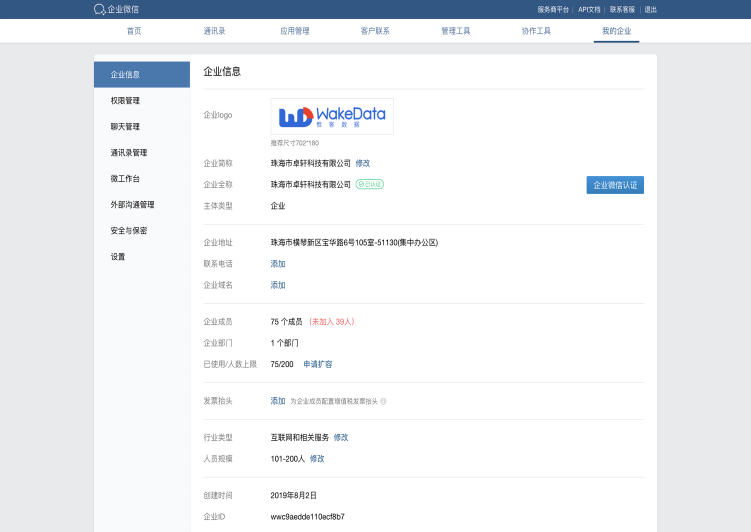 企业微信
服务商平台 | API文档 | 联系客服 | 退出
首页 通讯录 应用管理 客户联系 管理工具 协作工具 我的企业
企业信息
权限管理
聊天管理
通讯录管理
微工作台
外部沟通管理
安全与保密
设置
企业信息
企业logo
WakeData
惟客数据
推荐尺寸702*180
企业简称 珠海市卓轩科技有限公司 修改
企业全称 珠海市卓轩科技有限公司 已认证 企业微信认证
主体类型 企业
企业地址 珠海市横琴新区宝华路6号105室-51130(集中办公区)
联系电话 添加
企业域名 添加
企业成员 75 个成员 （未加入 39人）
企业部门 1 个部门
已使用/人数上限 75/200 申请扩容
发票抬头 添加 为企业成员配置增值税发票抬头
行业类型 互联网和相关服务 修改
人员规模 101-200人 修改
创建时间 2019年8月2日
企业ID wwc9aedde110ecf8b7